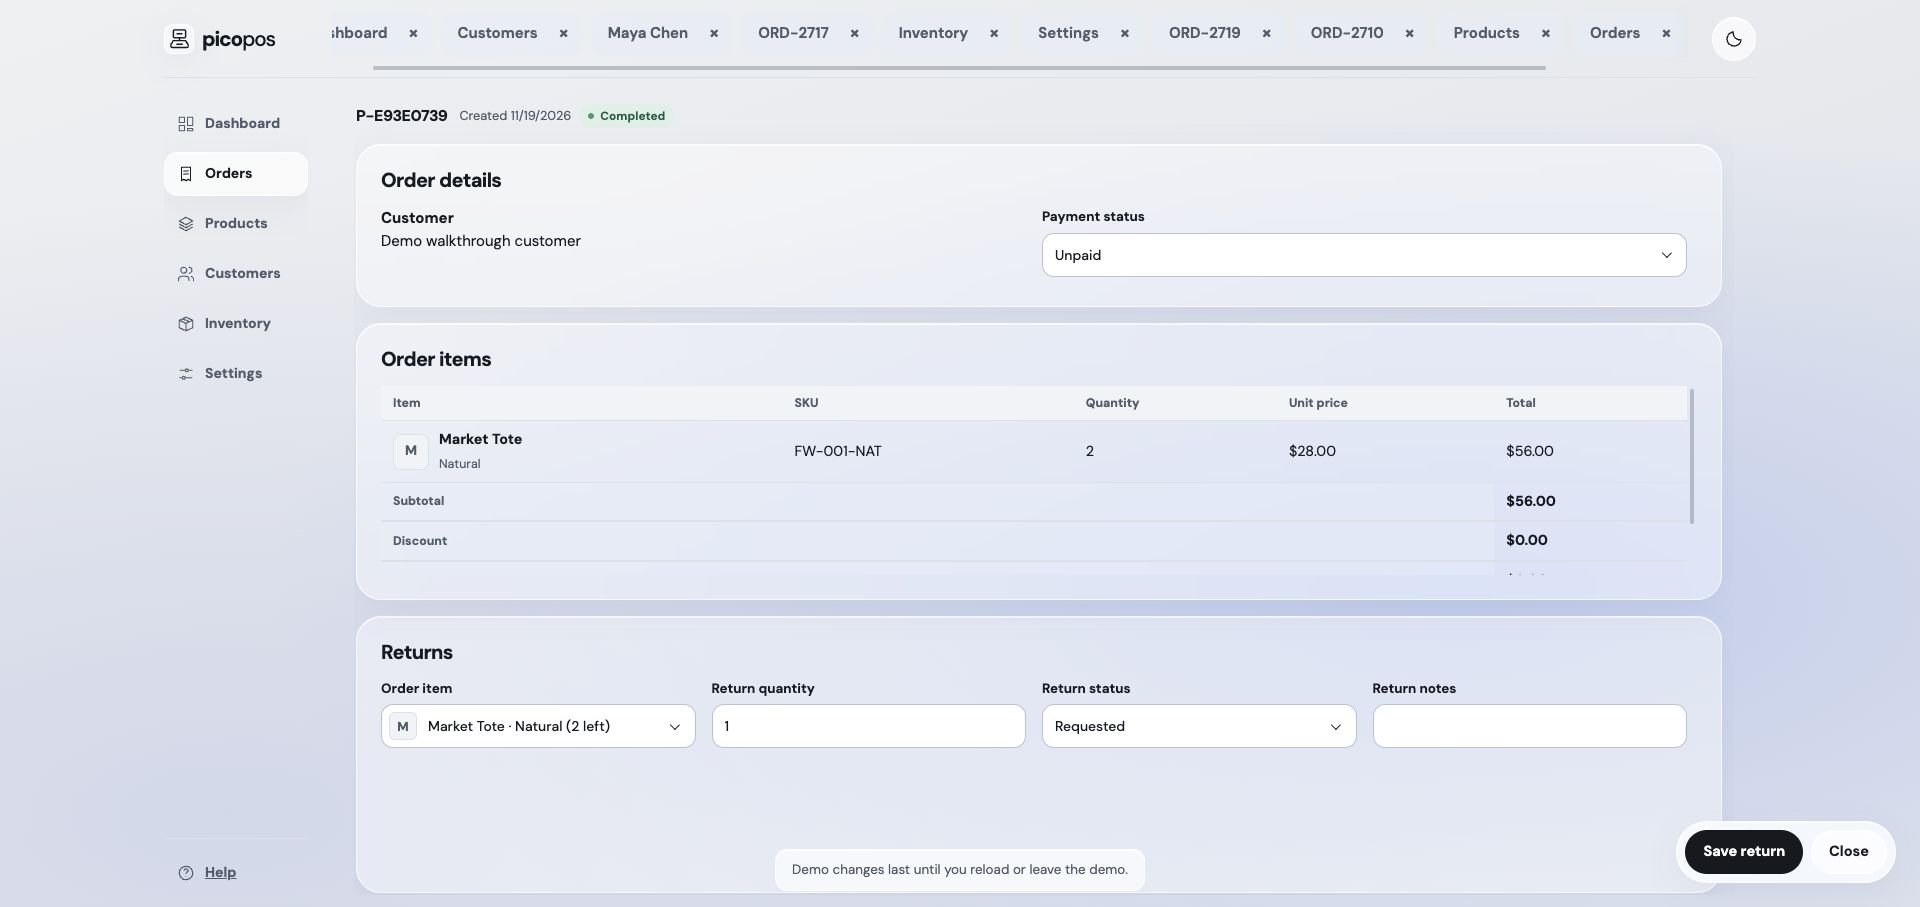 picopos
shboard × Customers × Maya Chen × ORD-2717 × Inventory × Settings × ORD-2719 × ORD-2710 × Products × Orders ×
Dashboard
Orders
Products
Customers
Inventory
Settings
Help
P-E93E0739 Created 11/19/2026 Completed
Order details
Customer
Demo walkthrough customer
Payment status
Unpaid
Order items
Item SKU Quantity Unit price Total
M Market Tote FW-001-NAT 2 $28.00 $56.00
Natural
Subtotal $56.00
Discount $0.00
Returns
Order item Return quantity Return status Return notes
M Market Tote · Natural (2 left) 1 Requested
Demo changes last until you reload or leave the demo.
Save return Close